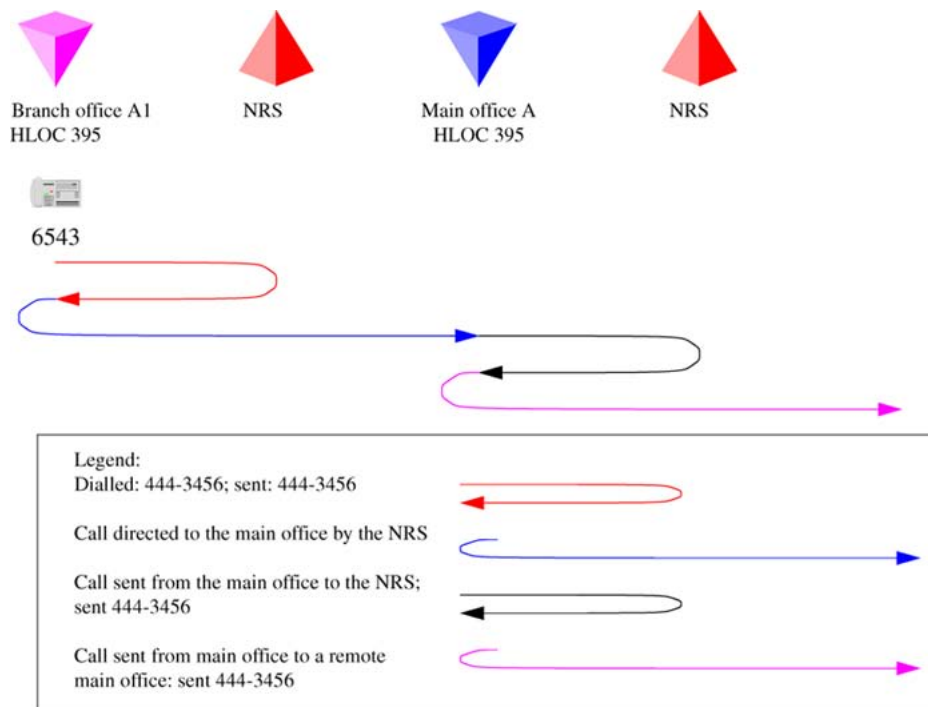 Branch office A1
HLOC 395
NRS
Main office A
HLOC 395
NRS
6543
Legend:
Dialled: 444-3456; sent: 444-3456
Call directed to the main office by the NRS
Call sent from the main office to the NRS;
sent 444-3456
Call sent from main office to a remote
main office: sent 444-3456